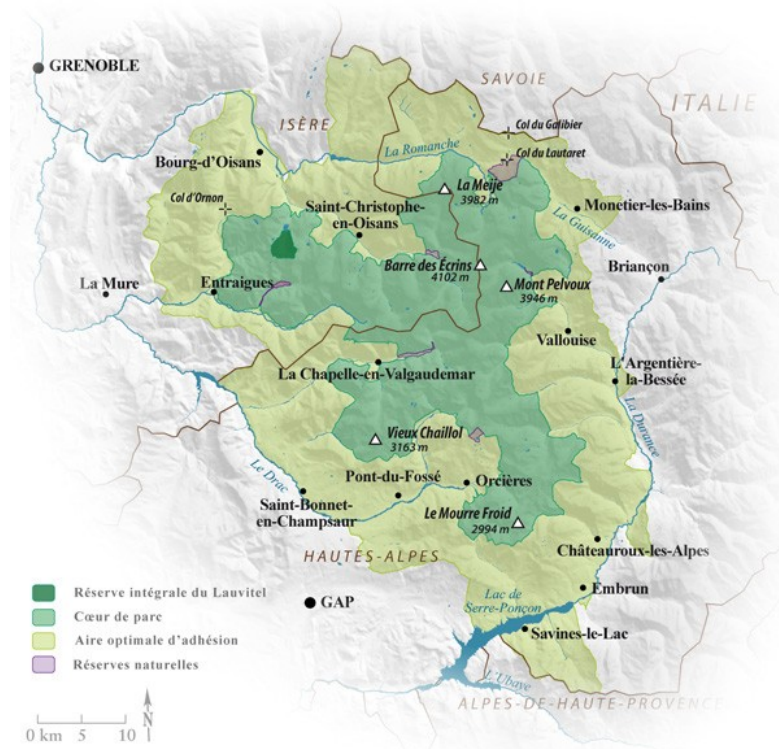 GRENOBLE
SAVOIE
ITALIE
ISÈRE
Col du Galibier
La Romanche
Col du Lautaret
Bourg-d'Oisans
La Meije
3982 m
Col d'Ornon
Saint-Christophe-
en-Oisans
Monetier-les-Bains
La Guisanne
Barre des Écrins
4102 m
Briançon
La Mure
Entraigues
Mont Pelvoux
3946 m
Vallouise
La Chapelle-en-Valgaudemar
L'Argentière-
la-Bessée
La Durance
Vieux Chaillol
3163 m
Le Drac
Pont-du-Fossé
Orcières
Saint-Bonnet-
en-Champsaur
Le Mourre Froid
2994 m
HAUTES-ALPES
Châteauroux-les-Alpes
Embrun
Lac de
Serre-Ponçon
GAP
Savines-le-Lac
L'Ubaye
ALPES-DE-HAUTE-PROVENCE
Réserve intégrale du Lauvitel
Cœur de parc
Aire optimale d'adhésion
Réserves naturelles
0 km 5 10
N